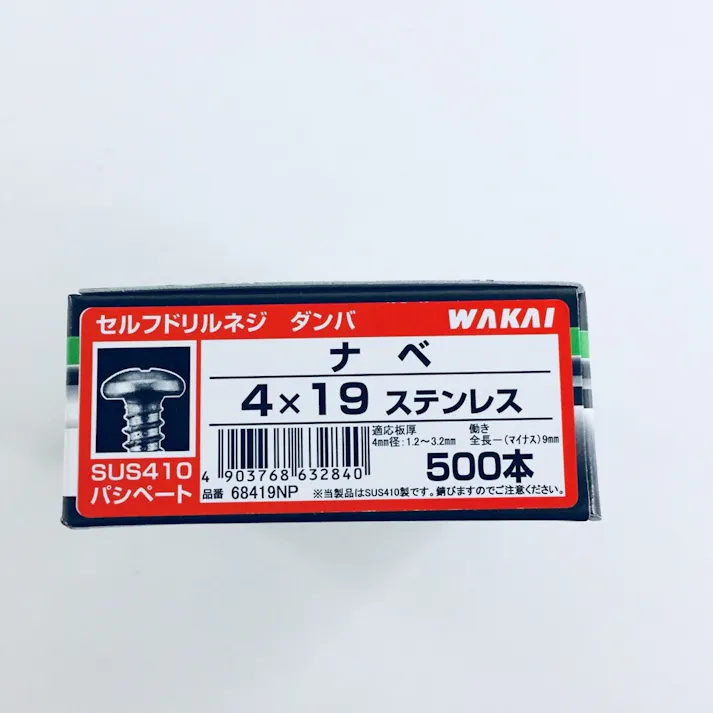 セルフドリルネジ ダンバ
WAKAI
ナベ
4×19 ステンレス
適応板厚
4mm径:1.2~3.2mm
働き
全長-(マイナス)9mm
500本
SUS410
パシペート
4 903768 632840
品番 68419NP
※当製品はSUS410製です。錆びますのでご注意ください。